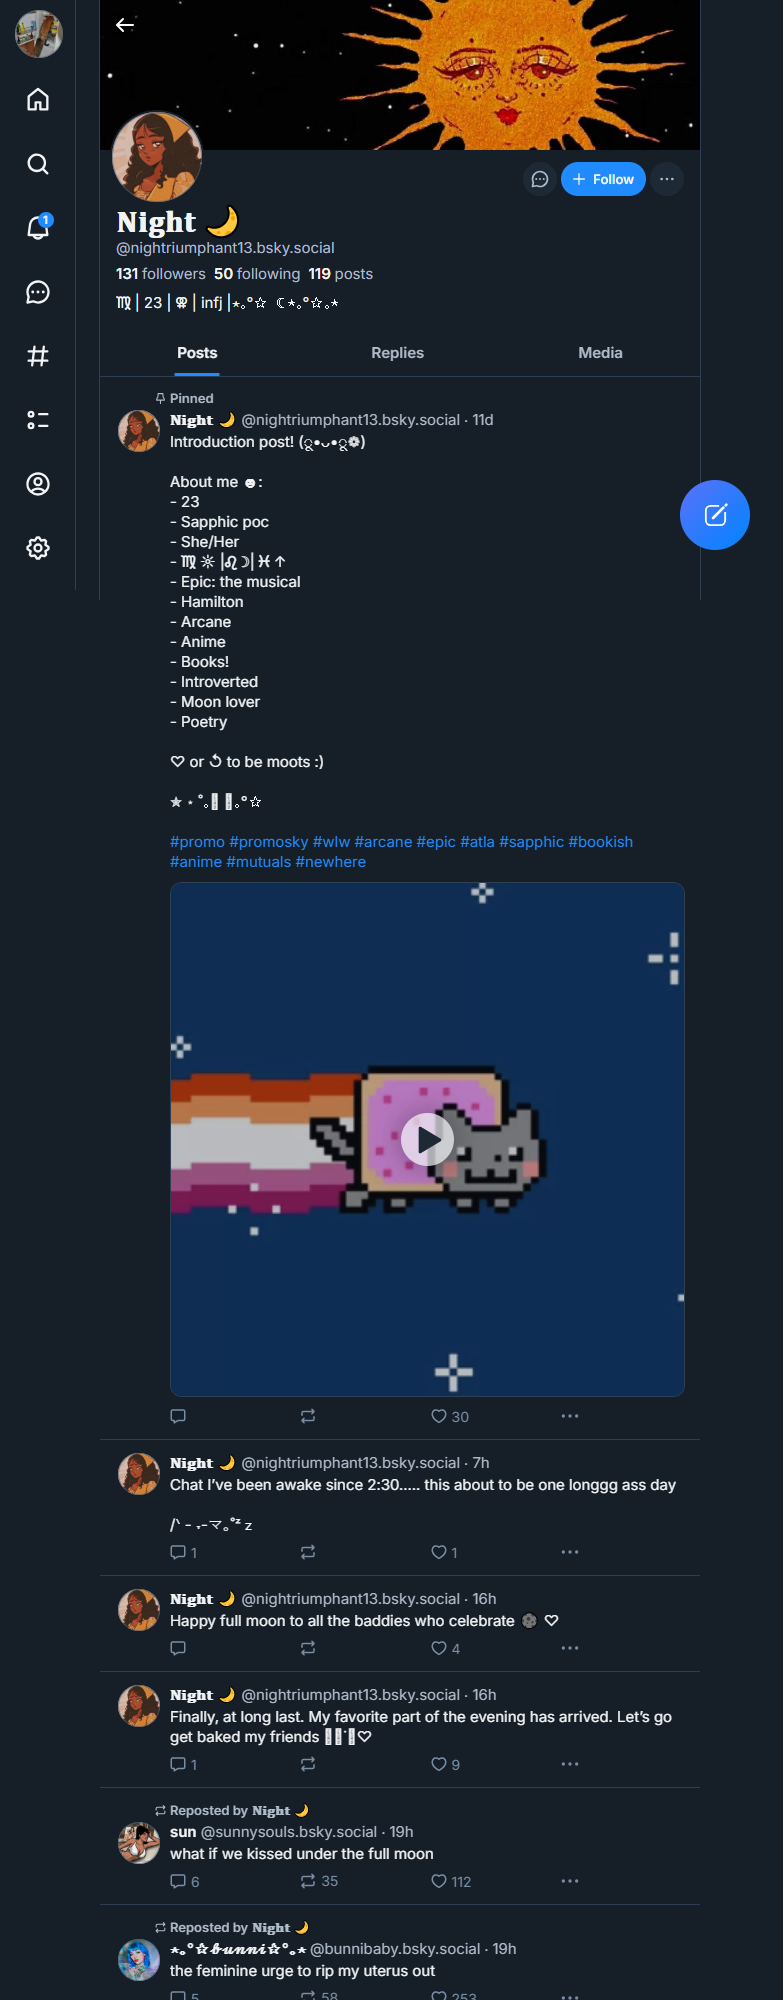 1
Follow
Night 🌙
@nightriumphant13.bsky.social
131 followers 50 following 119 posts
♍︎ | 23 | ⚢ | infj |⋆｡°✩ ☾⋆｡°✩｡⋆
Posts Replies Media
Pinned
Night 🌙 @nightriumphant13.bsky.social · 11d
Introduction post! (ू•ᴗ•ू❁)
About me ☻:
- 23
- Sapphic poc
- She/Her
- ♍︎ ☼ |♌︎ ☽| ♓︎ ↑
- Epic: the musical
- Hamilton
- Arcane
- Anime
- Books!
- Introverted
- Moon lover
- Poetry
♡ or ↺ to be moots :)
✯ ⋆ ˚｡ ｡°✩
#promo #promosky #wlw #arcane #epic #atla #sapphic #bookish
#anime #mutuals #newhere
30
Night 🌙 @nightriumphant13.bsky.social · 7h
Chat I’ve been awake since 2:30..... this about to be one longgg ass day
/ᐠ - ˕-マ｡˚ᶻ z
1 1
Night 🌙 @nightriumphant13.bsky.social · 16h
Happy full moon to all the baddies who celebrate 🌚 ♡
4
Night 🌙 @nightriumphant13.bsky.social · 16h
Finally, at long last. My favorite part of the evening has arrived. Let’s go
get baked my friends ♡
1 9
Reposted by Night 🌙
sun @sunnysouls.bsky.social · 19h
what if we kissed under the full moon
6 35 112
Reposted by Night 🌙
⋆｡°✩𝓫𝓾𝓷𝓷𝓲✩°｡⋆ @bunnibaby.bsky.social · 19h
the feminine urge to rip my uterus out
5 58 253